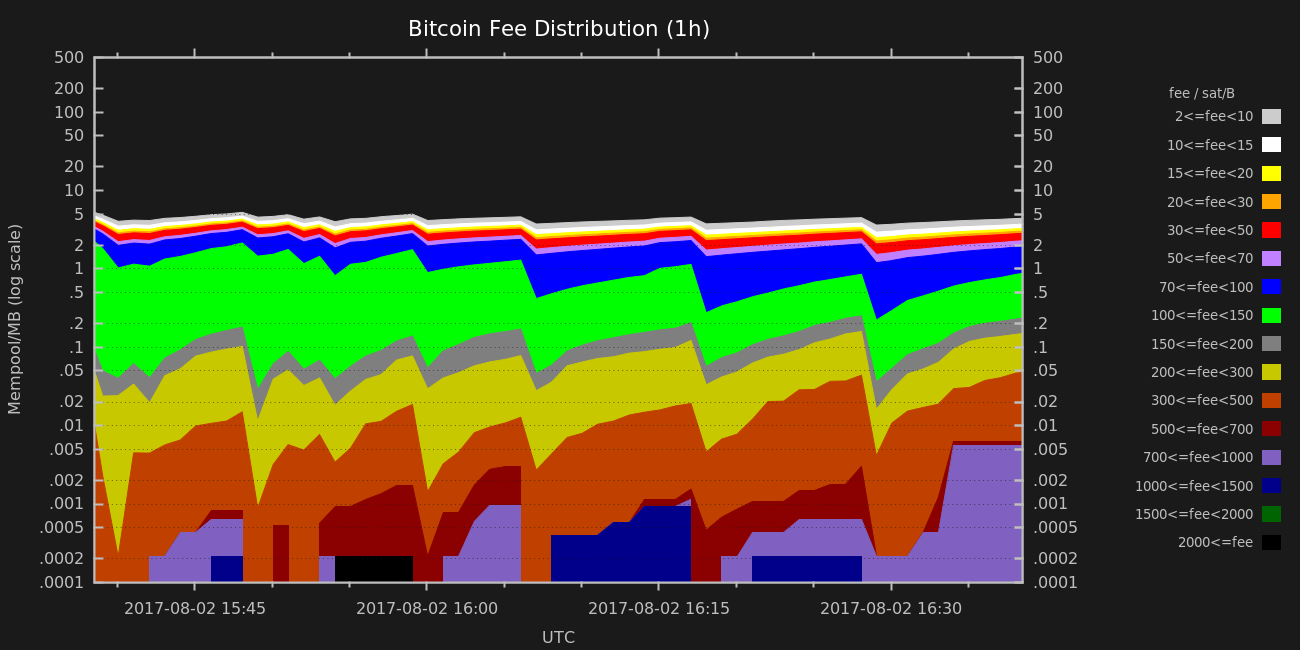 Bitcoin Fee Distribution (1h)
500
200
100
50
20
10
5
2
1
.5
.2
.1
.05
.02
.01
.005
.002
.001
.0005
.0002
.0001
Mempool/MB (log scale)
500
200
100
50
20
10
5
2
1
.5
.2
.1
.05
.02
.01
.005
.002
.001
.0005
.0002
.0001
2017-08-02 15:45 2017-08-02 16:00 2017-08-02 16:15 2017-08-02 16:30
UTC
fee / sat/B
2<=fee<10
10<=fee<15
15<=fee<20
20<=fee<30
30<=fee<50
50<=fee<70
70<=fee<100
100<=fee<150
150<=fee<200
200<=fee<300
300<=fee<500
500<=fee<700
700<=fee<1000
1000<=fee<1500
1500<=fee<2000
2000<=fee